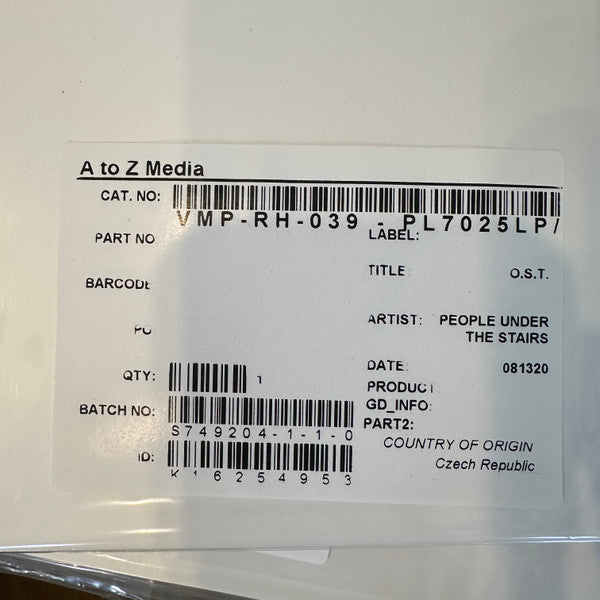 A to Z Media
CAT. NO:
VMP-RH-039 - PL7025LP/
LABEL:
PART NO
TITLE O.S.T.
BARCODE
ARTIST: PEOPLE UNDER
THE STAIRS
PO
DATE: 081320
QTY: 1
PRODUCT
GD_INFO:
BATCH NO:
S749204-1-1-0
PART2:
COUNTRY OF ORIGIN
Czech Republic
ID:
K16254953